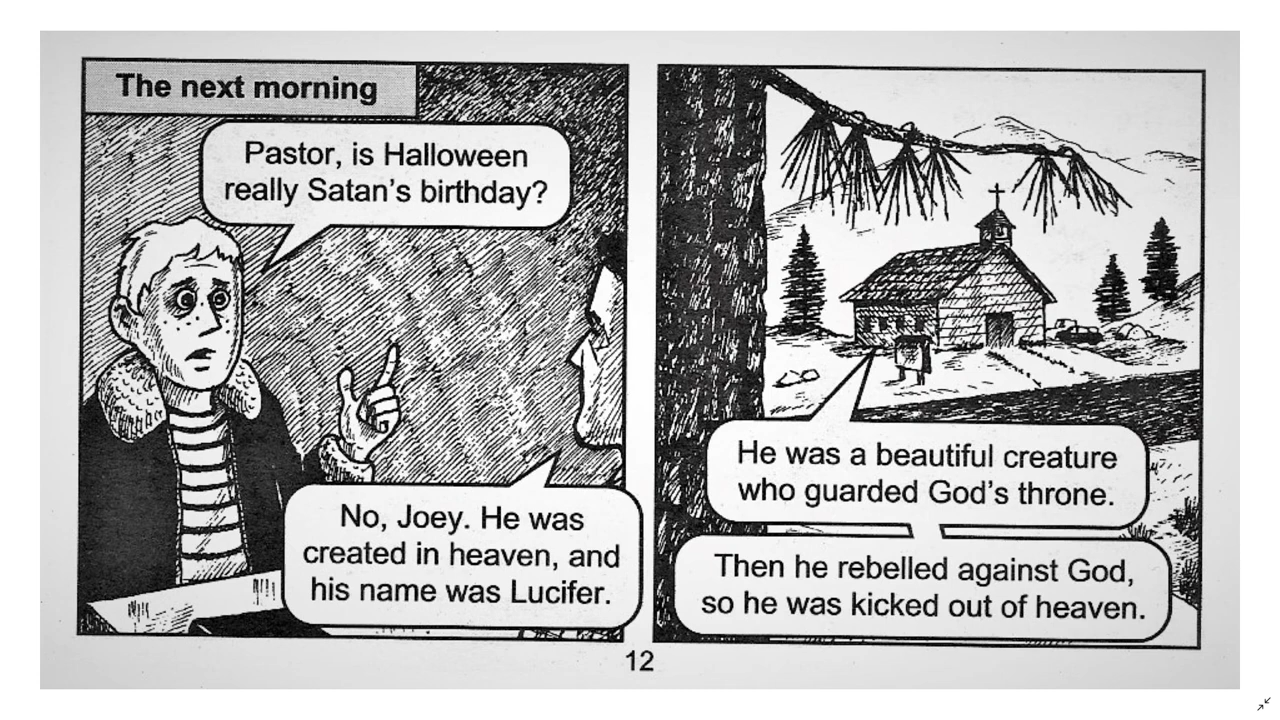 The next morning
Pastor, is Halloween
really Satan's birthday?
No, Joey. He was
created in heaven, and
his name was Lucifer.
He was a beautiful creature
who guarded God's throne.
Then he rebelled against God,
so he was kicked out of heaven.
12